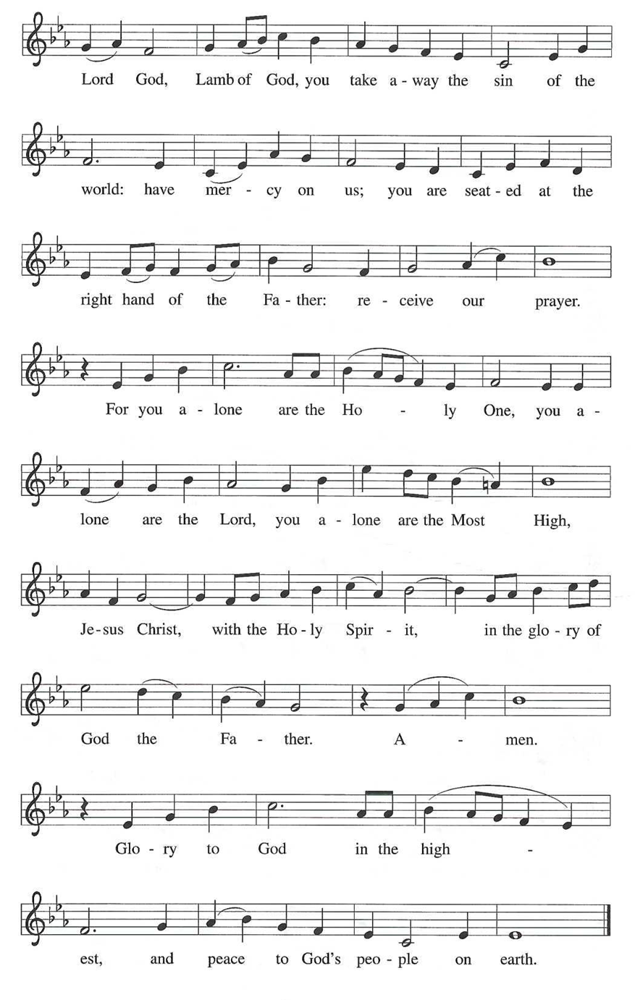 Lord God, Lamb of God, you take a - way the sin of the
world: have mer - cy on us; you are seat - ed at the
right hand of the Fa - ther: re - ceive our prayer.
For you a - lone are the Ho - ly One, you a -
lone are the Lord, you a - lone are the Most High,
Je - sus Christ, with the Ho - ly Spir - it, in the glo - ry of
God the Fa - ther. A - men.
Glo - ry to God in the high -
est, and peace to God's peo - ple on earth.